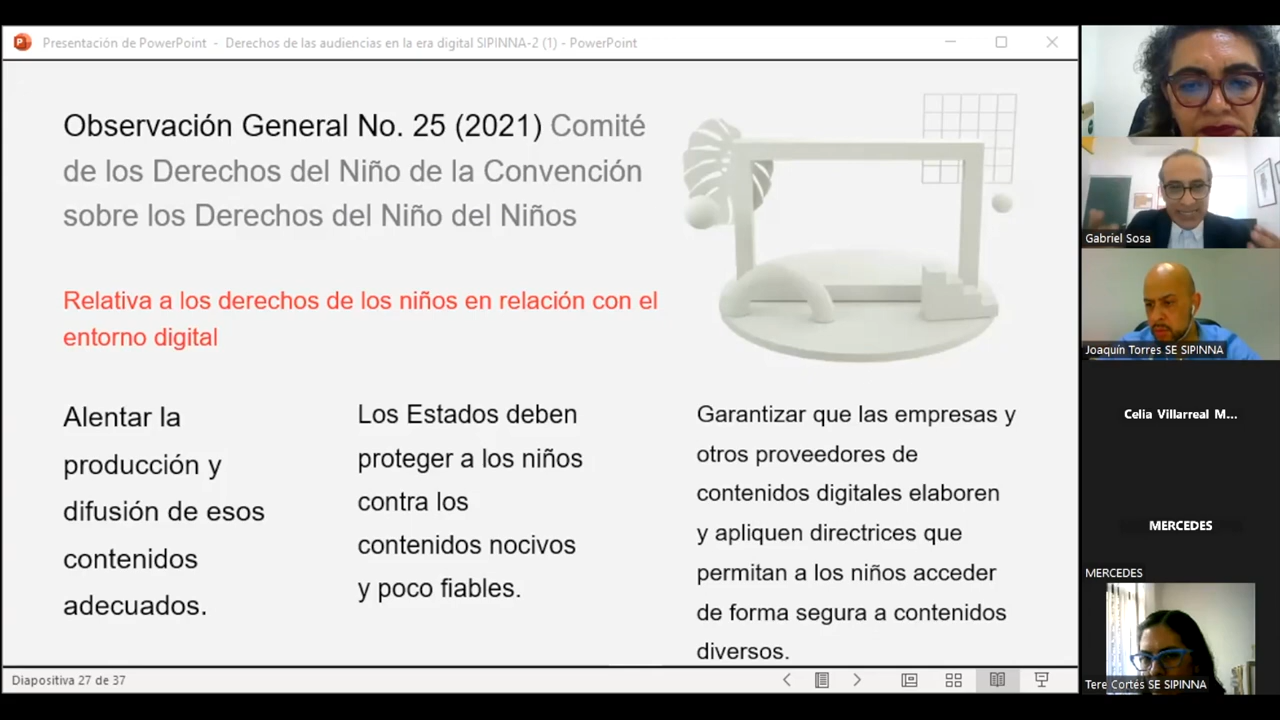 Presentación de PowerPoint - Derechos de las audiencias en la era digital SIPINNA-2 (1) - PowerPoint
Observación General No. 25 (2021) Comité
de los Derechos del Niño de la Convención
sobre los Derechos del Niño del Niños
Relativa a los derechos de los niños en relación con el
entorno digital
Alentar la
producción y
difusión de esos
contenidos
adecuados.
Los Estados deben
proteger a los niños
contra los
contenidos nocivos
y poco fiables.
Garantizar que las empresas y
otros proveedores de
contenidos digitales elaboren
y apliquen directrices que
permitan a los niños acceder
de forma segura a contenidos
diversos.
Diapositiva 27 de 37
Gabriel Sosa
Joaquín Torres SE SIPINNA
Celia Villarreal M...
MERCEDES
MERCEDES
Tere Cortés SE SIPINNA